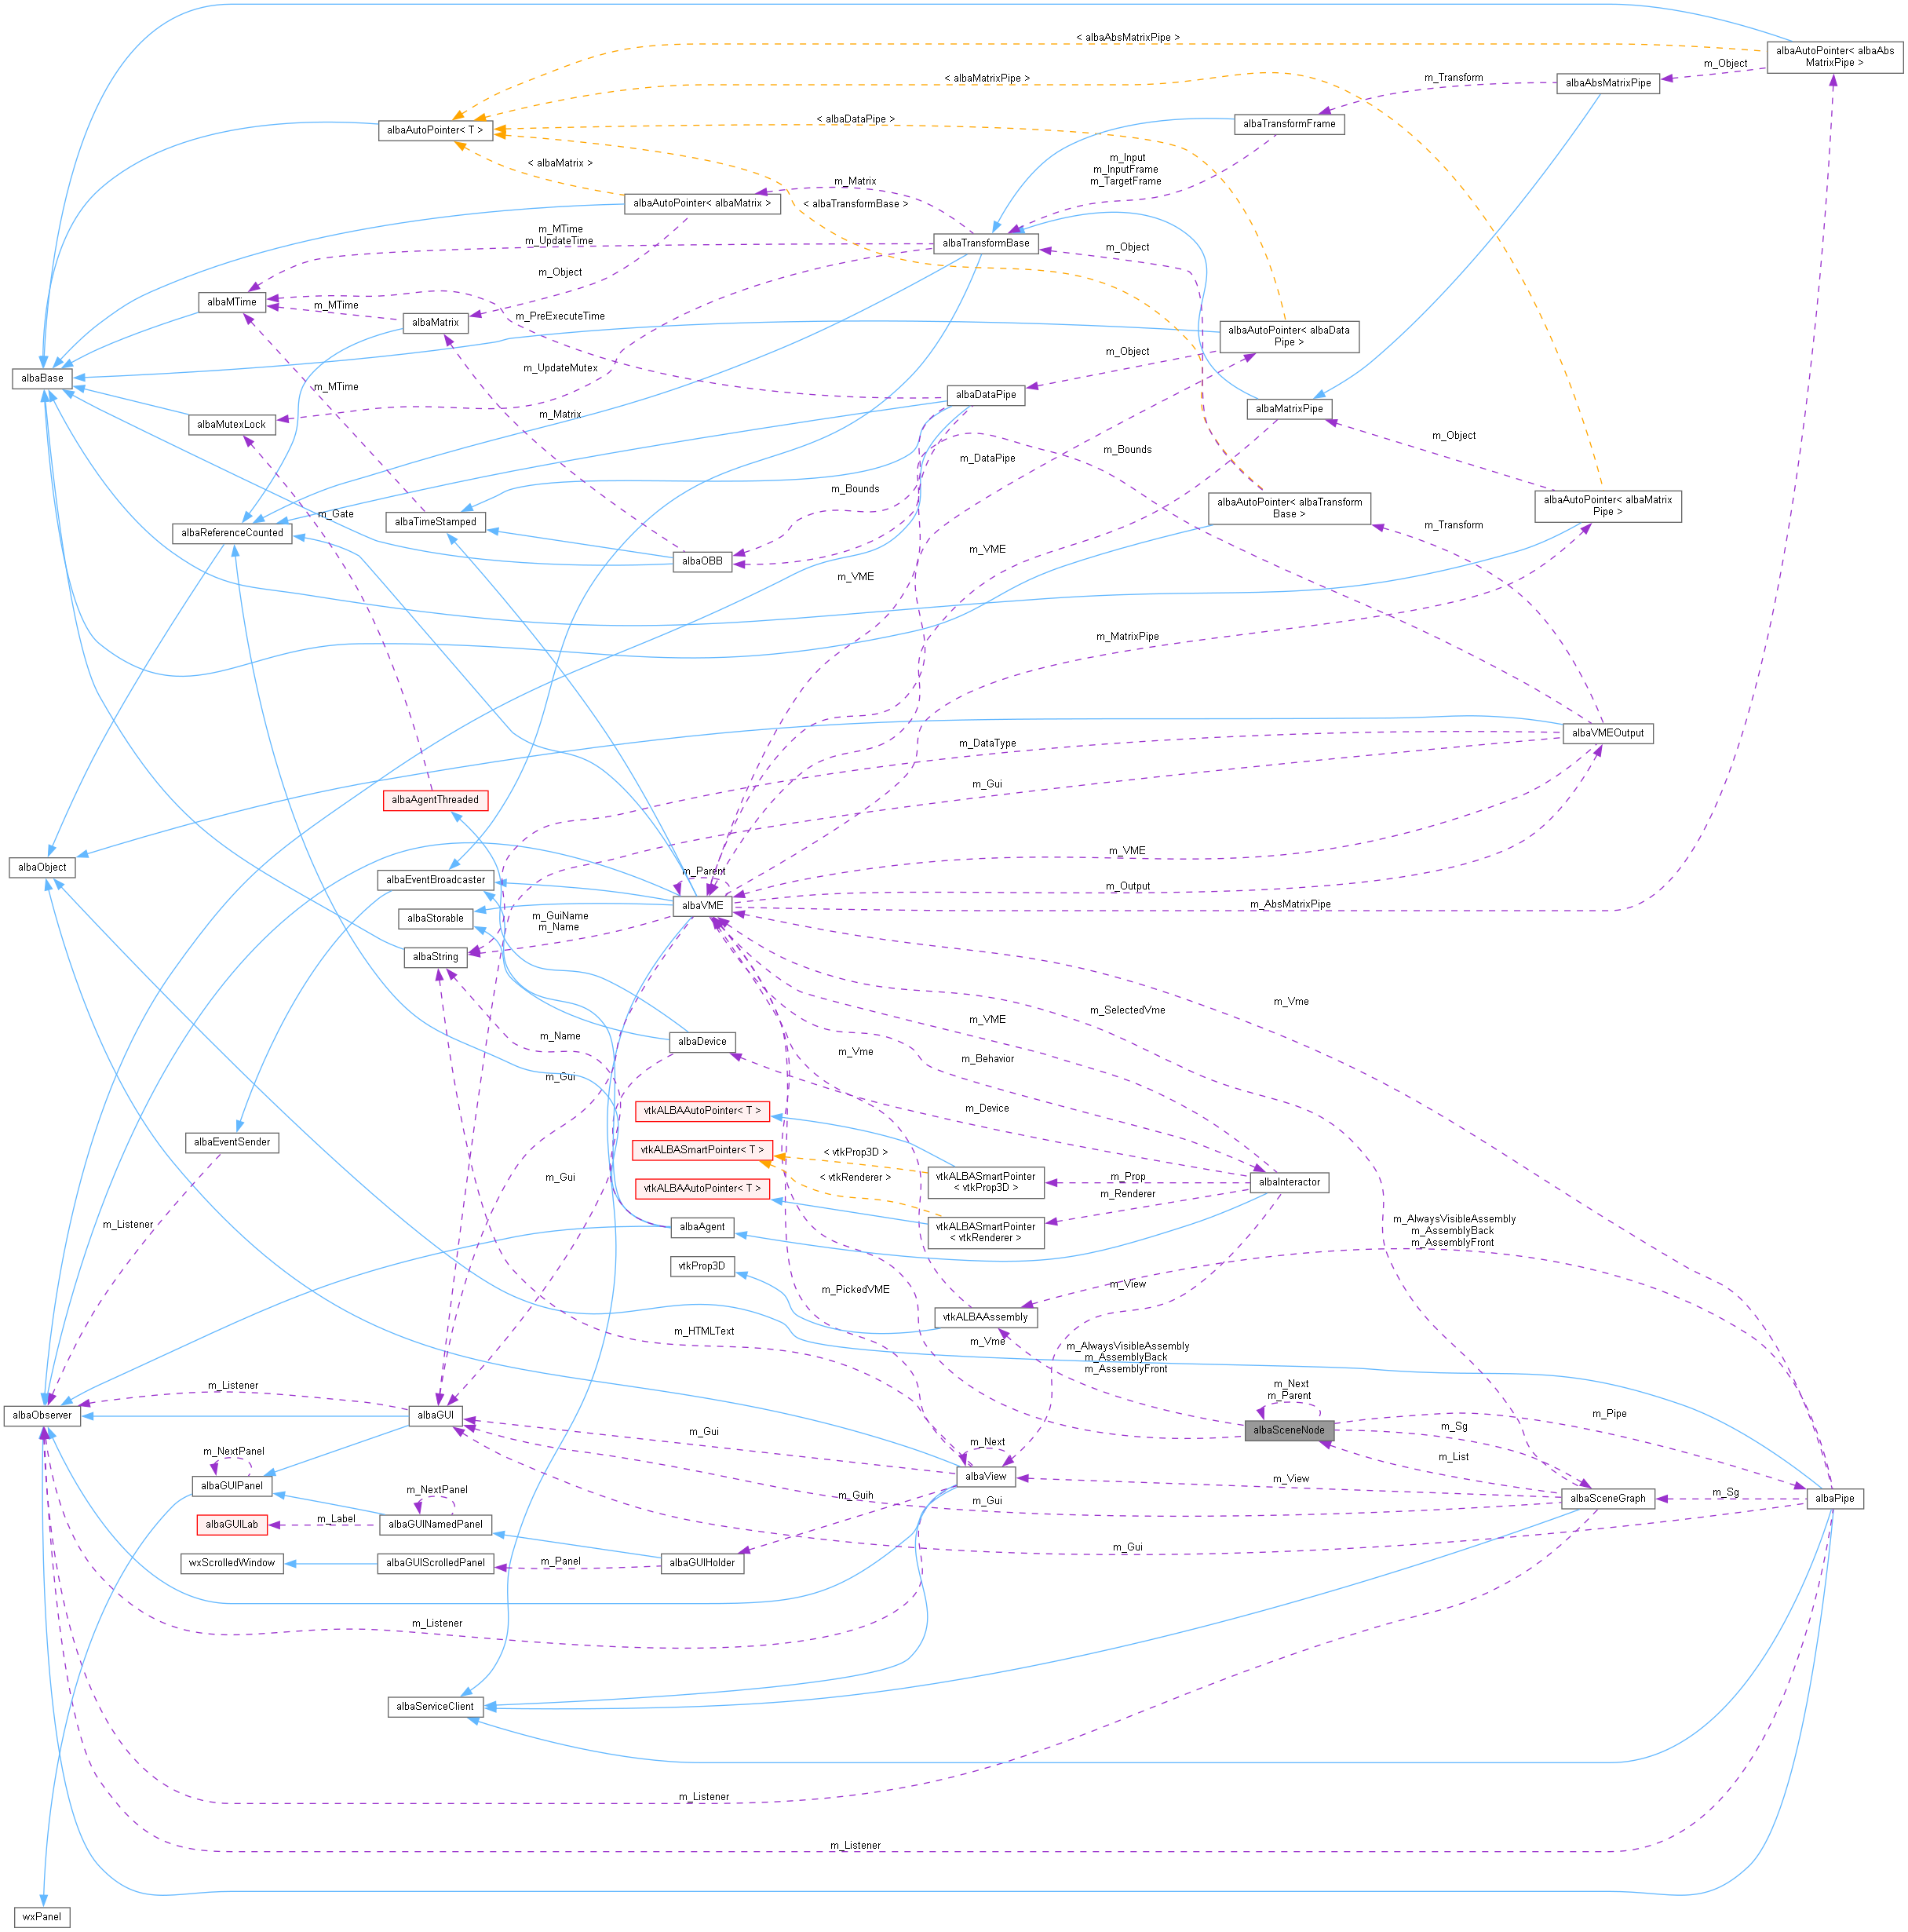 < albaAbsMatrixPipe >
albaAutoPointer< albaAbs
MatrixPipe >
m_Object
< albaMatrixPipe >
m_Transform
albaAbsMatrixPipe
albaAutoPointer< T >
< albaDataPipe >
albaTransformFrame
< albaMatrix >
m_Input
m_InputFrame
m_TargetFrame
m_Matrix
albaAutoPointer< albaMatrix >
< albaTransformBase >
m_MTime
m_UpdateTime
albaTransformBase
m_Object
m_Object
albaMTime
m_MTime
albaMatrix
m_PreExecuteTime
albaAutoPointer< albaData
Pipe >
m_Object
albaBase
m_UpdateMutex
m_MTime
albaDataPipe
albaMatrixPipe
albaMutexLock
m_Matrix
m_Object
m_DataPipe
m_Bounds
m_Bounds
albaAutoPointer< albaTransform
Base >
albaAutoPointer< albaMatrix
Pipe >
m_Gate
albaTimeStamped
albaReferenceCounted
m_Transform
m_VME
albaOBB
m_VME
m_MatrixPipe
albaVMEOutput
m_DataType
m_Gui
albaAgentThreaded
m_VME
albaObject
m_Parent
albaEventBroadcaster
m_Output
albaVME
m_AbsMatrixPipe
albaStorable
m_GuiName
m_Name
albaString
m_Vme
m_SelectedVme
m_VME
m_Name
albaDevice
m_Vme
m_Behavior
m_Gui
m_Device
vtkALBAAutoPointer< T >
albaEventSender
vtkALBASmartPointer< T >
< vtkProp3D >
vtkALBASmartPointer
< vtkProp3D >
m_Prop
albaInteractor
m_Gui
< vtkRenderer >
vtkALBAAutoPointer< T >
m_Renderer
m_Listener
albaAgent
vtkALBASmartPointer
< vtkRenderer >
m_AlwaysVisibleAssembly
m_AssemblyBack
m_AssemblyFront
vtkProp3D
m_PickedVME
m_View
vtkALBAAssembly
m_HTMLText
m_Vme
m_AlwaysVisibleAssembly
m_AssemblyBack
m_AssemblyFront
m_Listener
m_Next
m_Parent
albaObserver
albaGUI
m_Pipe
albaSceneNode
m_Sg
m_Gui
m_NextPanel
m_Next
m_List
albaGUIPanel
albaView
m_View
m_NextPanel
m_Guih
m_Gui
albaSceneGraph
m_Sg
albaPipe
albaGUILab
m_Label
albaGUINamedPanel
m_Gui
wxScrolledWindow
albaGUIScrolledPanel
m_Panel
albaGUIHolder
m_Listener
albaServiceClient
m_Listener
m_Listener
wxPanel